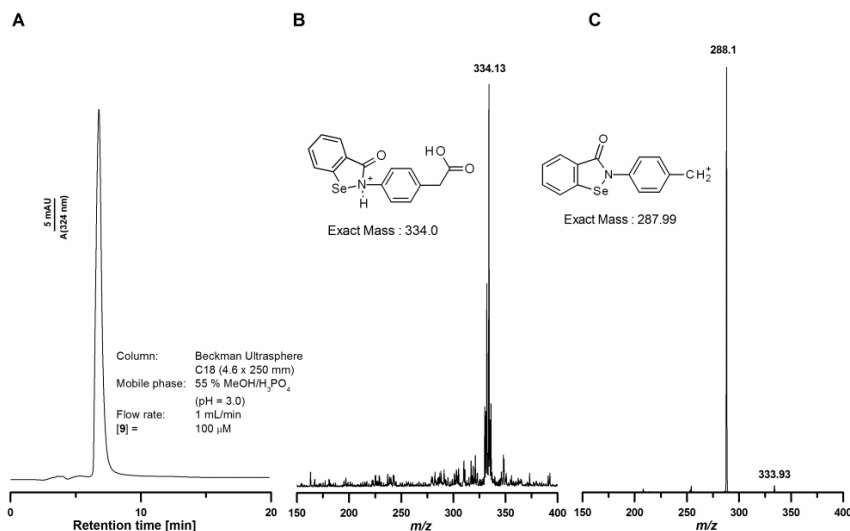 A
5 mAU
A(324 nm)
Column: Beckman Ultrasphere
C18 (4.6 x 250 mm)
Mobile phase: 55 % MeOH/H3PO4
(pH = 3.0)
Flow rate: 1 mL/min
[9] = 100 μM
0 10 20
Retention time [min]
B
334.13
O
HO
O
Se
N
+
H
Exact Mass : 334.0
150 200 250 300 350 400
m/z
C
288.1
O
N
Se
CH2
+
Exact Mass : 287.99
333.93
150 200 250 300 350 400
m/z